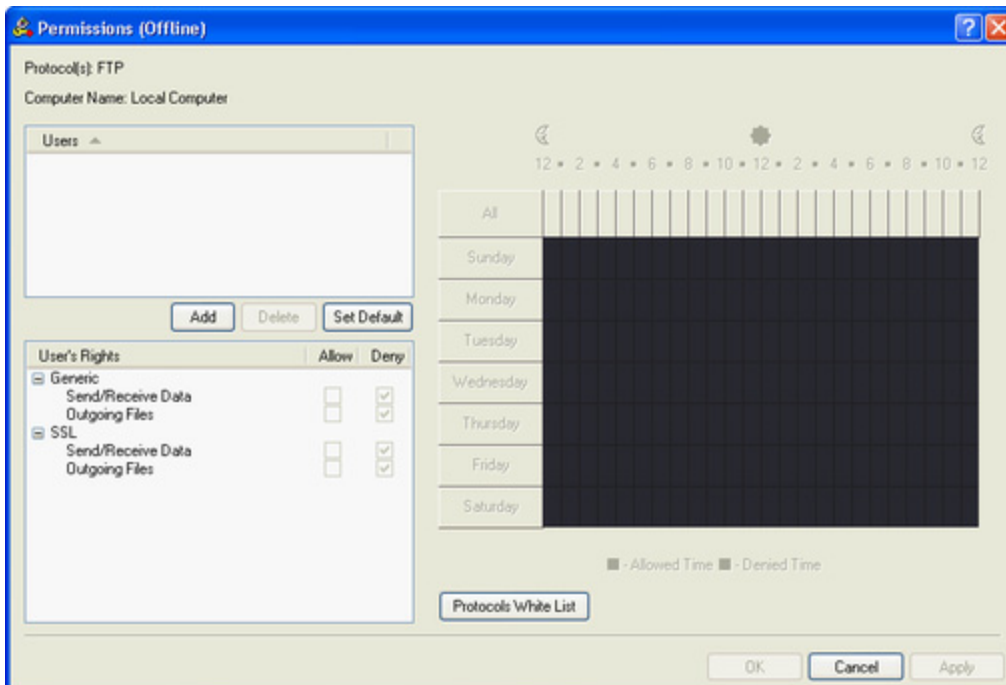 Permissions (Offline)
Protocol(s): FTP
Computer Name: Local Computer
Users
12 • 2 • 4 • 6 • 8 • 10 • 12 • 2 • 4 • 6 • 8 • 10 • 12
All
Sunday
Monday
Tuesday
Wednesday
Thursday
Friday
Saturday
Add Delete Set Default
User's Rights Allow Deny
Generic
Send/Receive Data
Outgoing Files
SSL
Send/Receive Data
Outgoing Files
- Allowed Time - Denied Time
Protocols White List
OK Cancel Apply